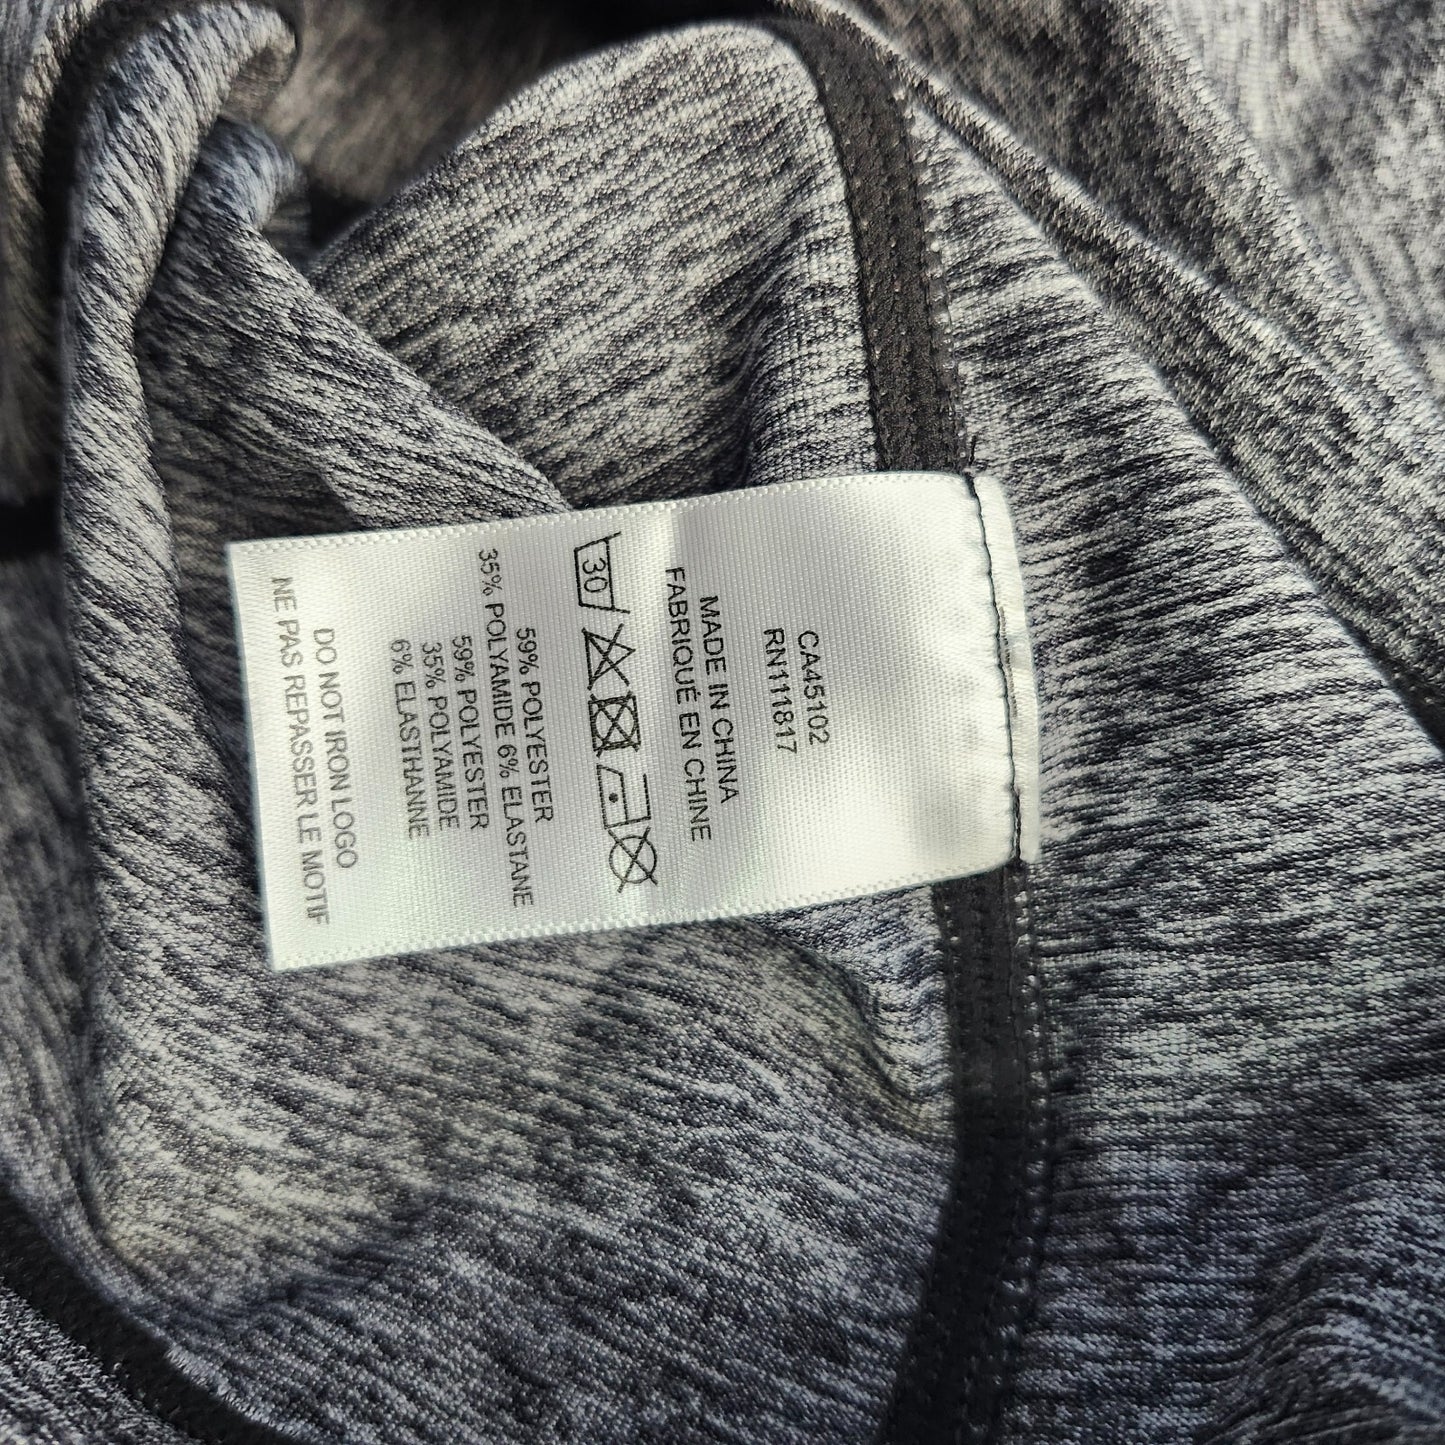 CA45102
RN111817
MADE IN CHINA
FABRIQUÉ EN CHINE
30
59% POLYESTER
35% POLYAMIDE 6% ELASTANE
59% POLYESTER
35% POLYAMIDE
6% ELASTHANNE
DO NOT IRON LOGO
NE PAS REPASSER LE MOTIF